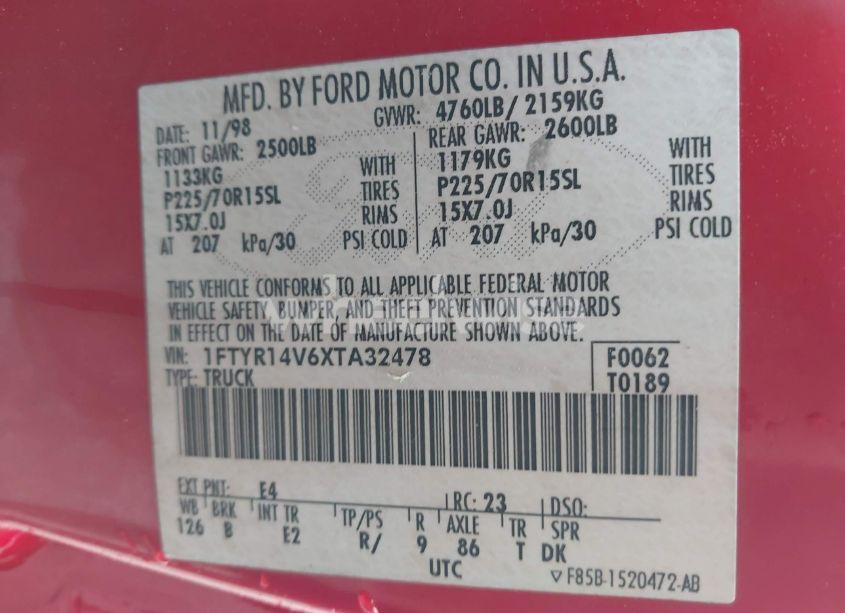 MFD. BY FORD MOTOR CO. IN U.S.A.
DATE: 11/98 GVWR: 4760LB/ 2159KG
FRONT GAWR: 2500LB REAR GAWR: 2600LB
1133KG WITH 1179KG WITH
P225/70R15SL TIRES P225/70R15SL TIRES
15X7.0J RIMS 15X7.0J RIMS
AT 207 kPa/30 PSI COLD AT 207 kPa/30 PSI COLD
THIS VEHICLE CONFORMS TO ALL APPLICABLE FEDERAL MOTOR
VEHICLE SAFETY, BUMPER, AND THEFT PREVENTION STANDARDS
IN EFFECT ON THE DATE OF MANUFACTURE SHOWN ABOVE.
VIN: 1FTYR14V6XTA32478 F0062
TYPE: TRUCK T0189
EXT PNT: E4 RC: 23 DSO:
WB BRK INT TR TP/PS R AXLE TR SPR
126 B E2 R/ 9 86 T DK
UTC ▽ F85B-1520472-AB